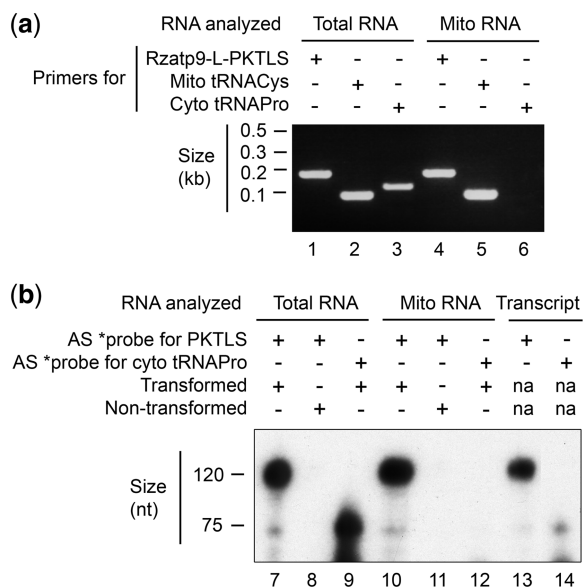 (a)
RNA analyzed Total RNA Mito RNA
Primers for
Rzatp9-L-PKTLS + - - + - -
Mito tRNACys - + - - + -
Cyto tRNAPro - - + - - +
Size (kb)
0.5
0.3
0.2
0.1
1 2 3 4 5 6
(b)
RNA analyzed Total RNA Mito RNA Transcript
AS *probe for PKTLS + + - + + - + -
AS *probe for cyto tRNAPro - - + - - + - +
Transformed + - + + - + na na
Non-transformed - + - - + - na na
Size (nt)
120
75
7 8 9 10 11 12 13 14